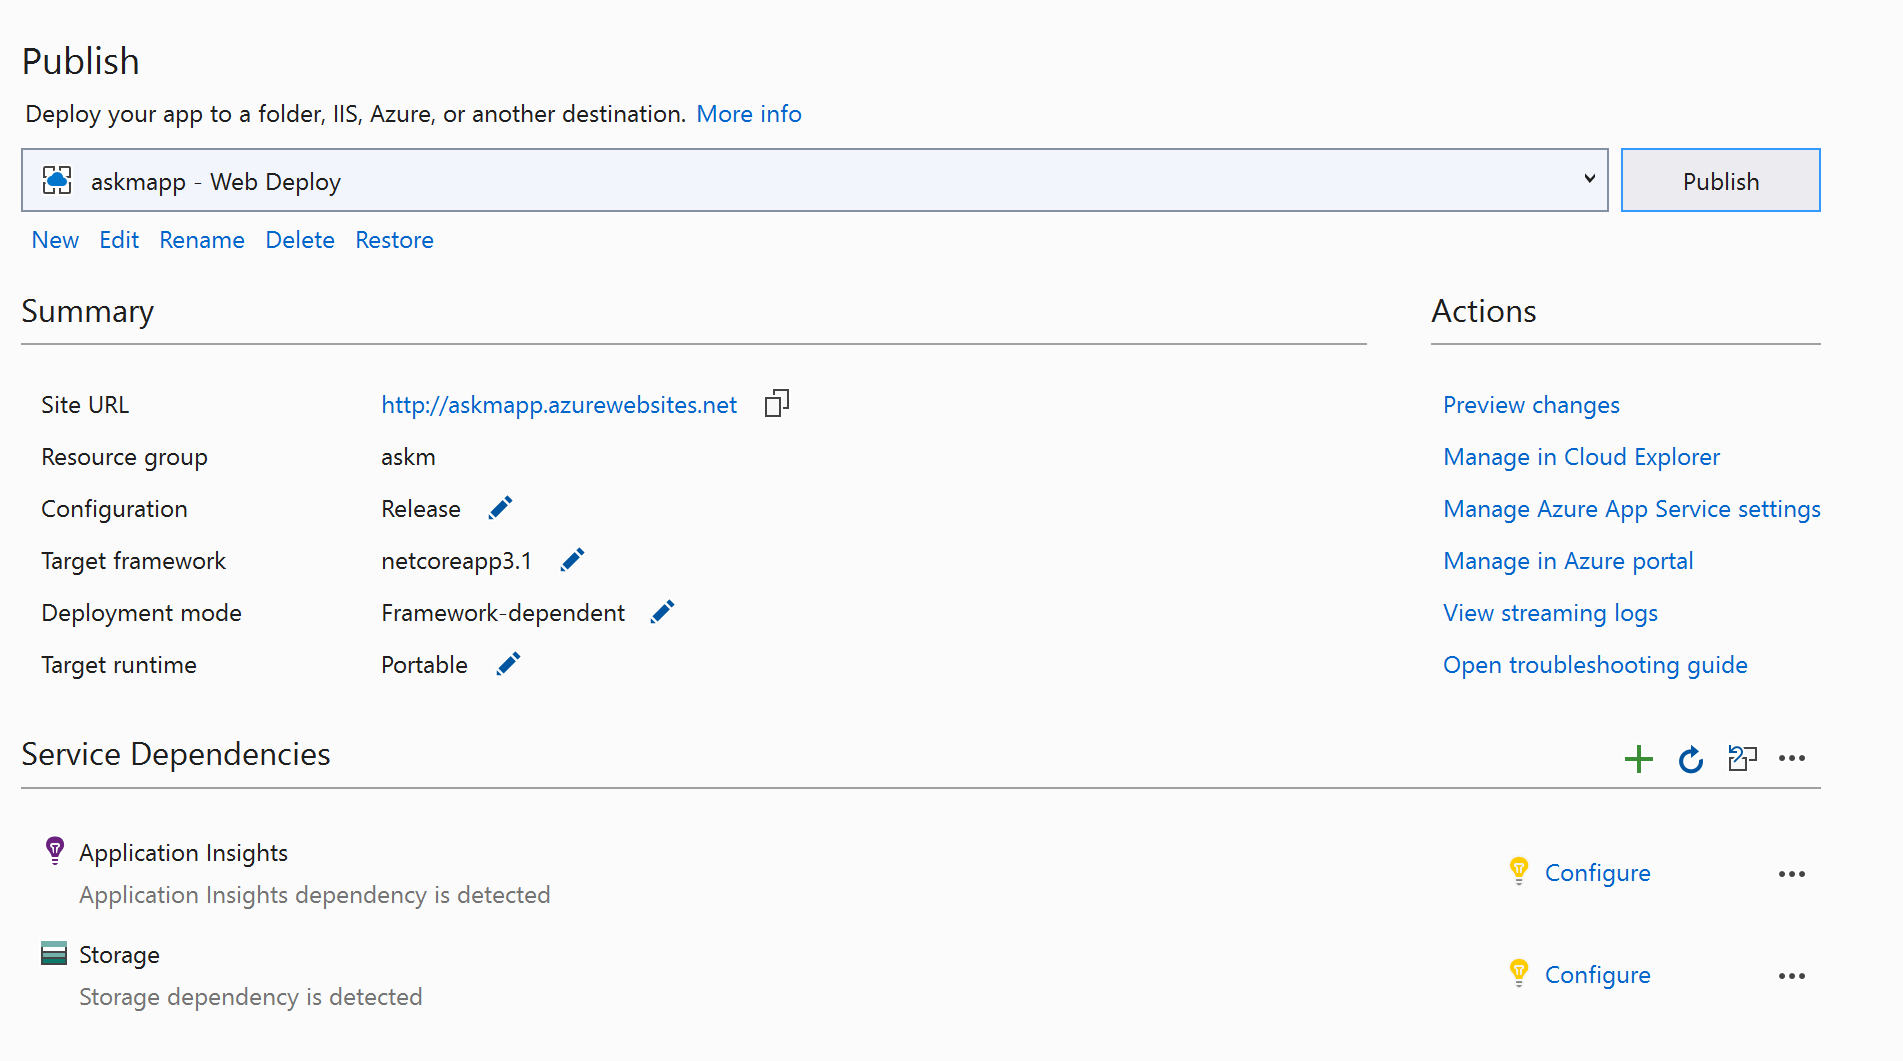 Publish
Deploy your app to a folder, IIS, Azure, or another destination. More info
askmapp - Web Deploy
Publish
New Edit Rename Delete Restore
Summary
Site URL http://askmapp.azurewebsites.net
Resource group askm
Configuration Release
Target framework netcoreapp3.1
Deployment mode Framework-dependent
Target runtime Portable
Actions
Preview changes
Manage in Cloud Explorer
Manage Azure App Service settings
Manage in Azure portal
View streaming logs
Open troubleshooting guide
Service Dependencies
Application Insights
Application Insights dependency is detected
Configure
Storage
Storage dependency is detected
Configure